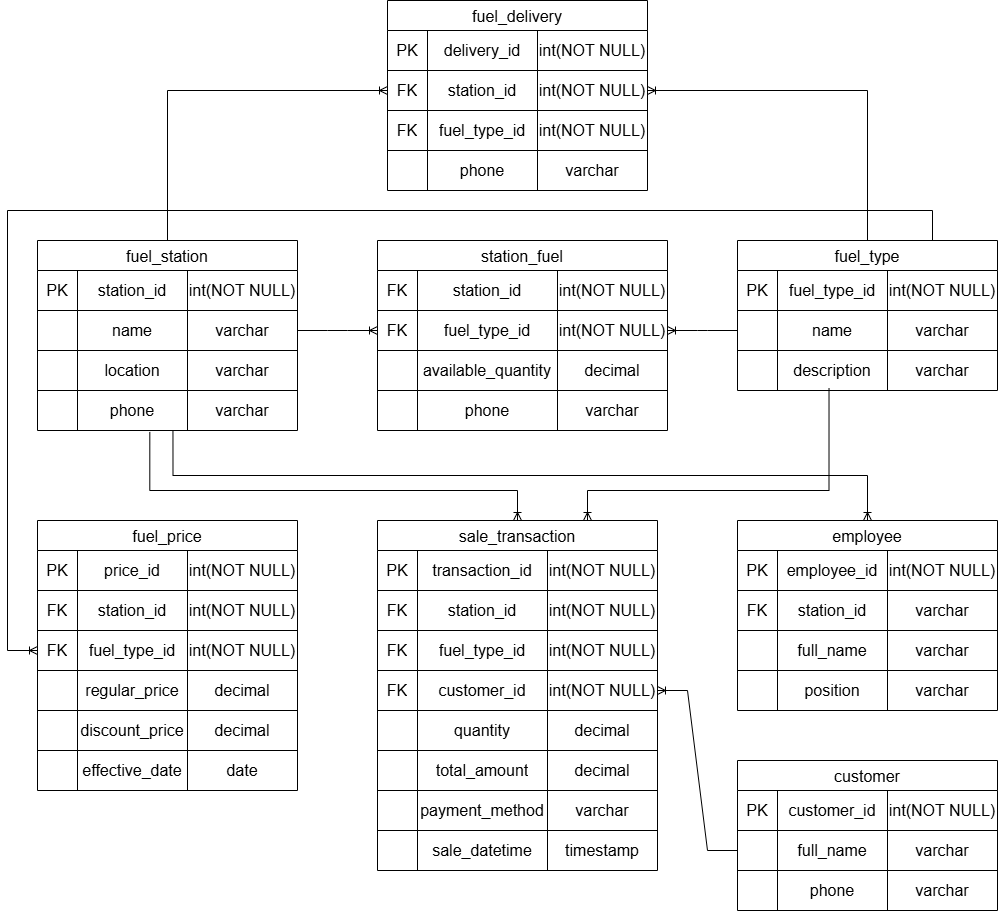 fuel_delivery
PK delivery_id int(NOT NULL)
FK station_id int(NOT NULL)
FK fuel_type_id int(NOT NULL)
phone varchar
fuel_station
PK station_id int(NOT NULL)
name varchar
location varchar
phone varchar
station_fuel
FK station_id int(NOT NULL)
FK fuel_type_id int(NOT NULL)
available_quantity decimal
phone varchar
fuel_type
PK fuel_type_id int(NOT NULL)
name varchar
description varchar
fuel_price
PK price_id int(NOT NULL)
FK station_id int(NOT NULL)
FK fuel_type_id int(NOT NULL)
regular_price decimal
discount_price decimal
effective_date date
sale_transaction
PK transaction_id int(NOT NULL)
FK station_id int(NOT NULL)
FK fuel_type_id int(NOT NULL)
FK customer_id int(NOT NULL)
quantity decimal
total_amount decimal
payment_method varchar
sale_datetime timestamp
employee
PK employee_id int(NOT NULL)
FK station_id varchar
full_name varchar
position varchar
customer
PK customer_id int(NOT NULL)
full_name varchar
phone varchar